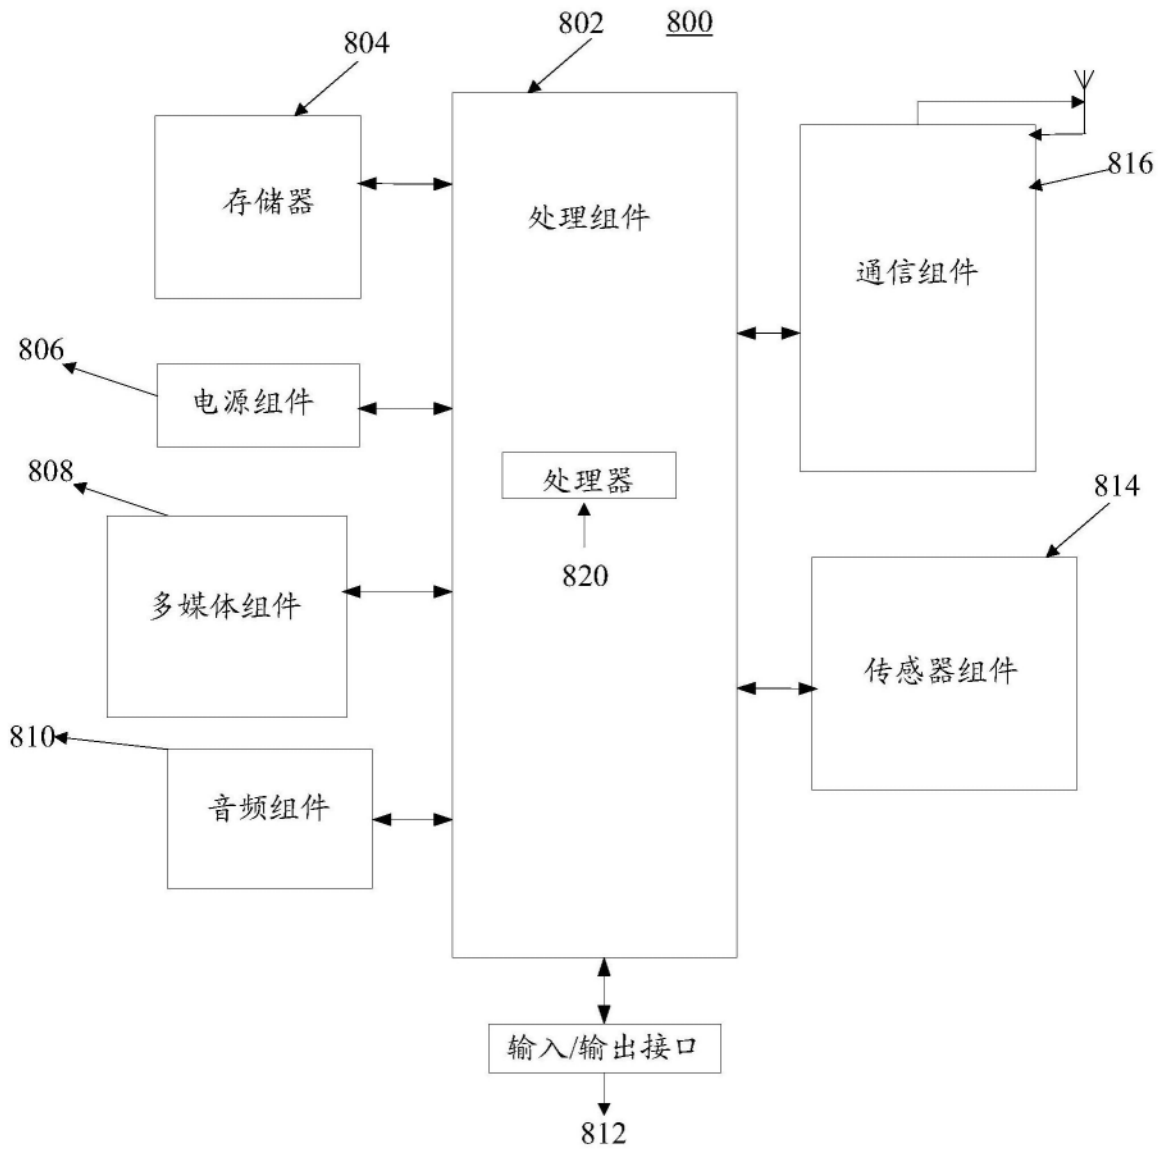 800
802
804
存储器
处理组件
816
通信组件
806
电源组件
808
处理器
820
814
多媒体组件
传感器组件
810
音频组件
输入/输出接口
812